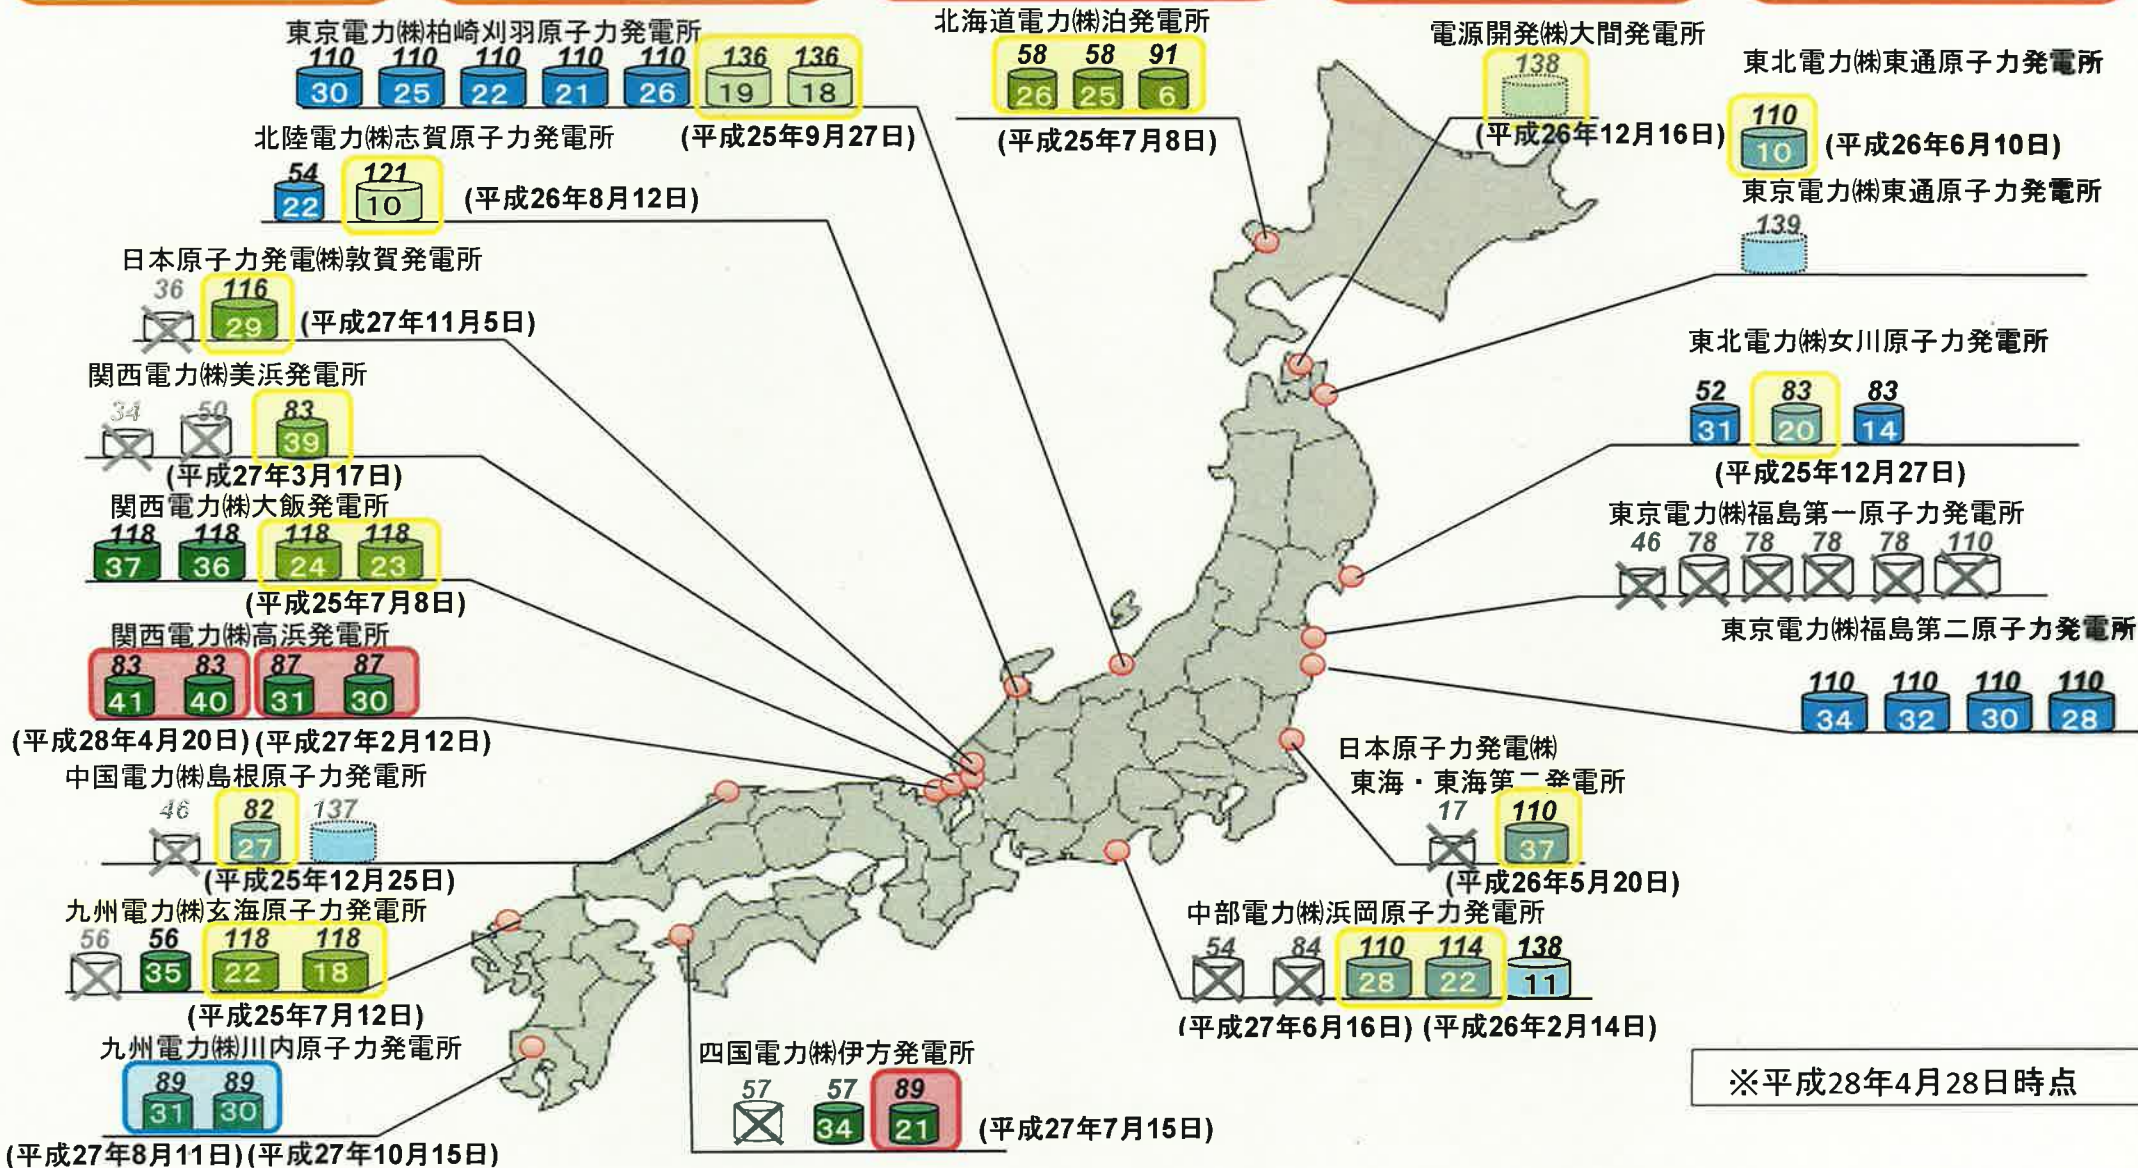 東京電力㈱柏崎刈羽原子力発電所
110 110 110 110 110 136 136
30 25 22 21 26 19 18
(平成25年9月27日)
北陸電力㈱志賀原子力発電所
54 121
22 10
(平成26年8月12日)
日本原子力発電㈱敦賀発電所
36 116
29
(平成27年11月5日)
関西電力㈱美浜発電所
34 50 83
39
(平成27年3月17日)
関西電力㈱大飯発電所
118 118 118 118
37 36 24 23
(平成25年7月8日)
関西電力㈱高浜発電所
83 83 87 87
41 40 31 30
(平成28年4月20日) (平成27年2月12日)
中国電力㈱島根原子力発電所
46 82 137
27
(平成25年12月25日)
九州電力㈱玄海原子力発電所
56 56 118 118
35 22 18
(平成25年7月12日)
九州電力㈱川内原子力発電所
89 89
31 30
(平成27年8月11日) (平成27年10月15日)
北海道電力㈱泊発電所
58 58 91
26 25 6
(平成25年7月8日)
電源開発㈱大間発電所
138
(平成26年12月16日)
東北電力㈱東通原子力発電所
110
10
(平成26年6月10日)
東京電力㈱東通原子力発電所
139
東北電力㈱女川原子力発電所
52 83 83
31 20 14
(平成25年12月27日)
東京電力㈱福島第一原子力発電所
46 78 78 78 78 110
東京電力㈱福島第二原子力発電所
110 110 110 110
34 32 30 28
日本原子力発電㈱
東海・東海第二発電所
17 110
37
(平成26年5月20日)
中部電力㈱浜岡原子力発電所
54 84 110 114 138
28 22 11
(平成27年6月16日) (平成26年2月14日)
四国電力㈱伊方発電所
57 57 89
34 21
(平成27年7月15日)
※平成28年4月28日時点